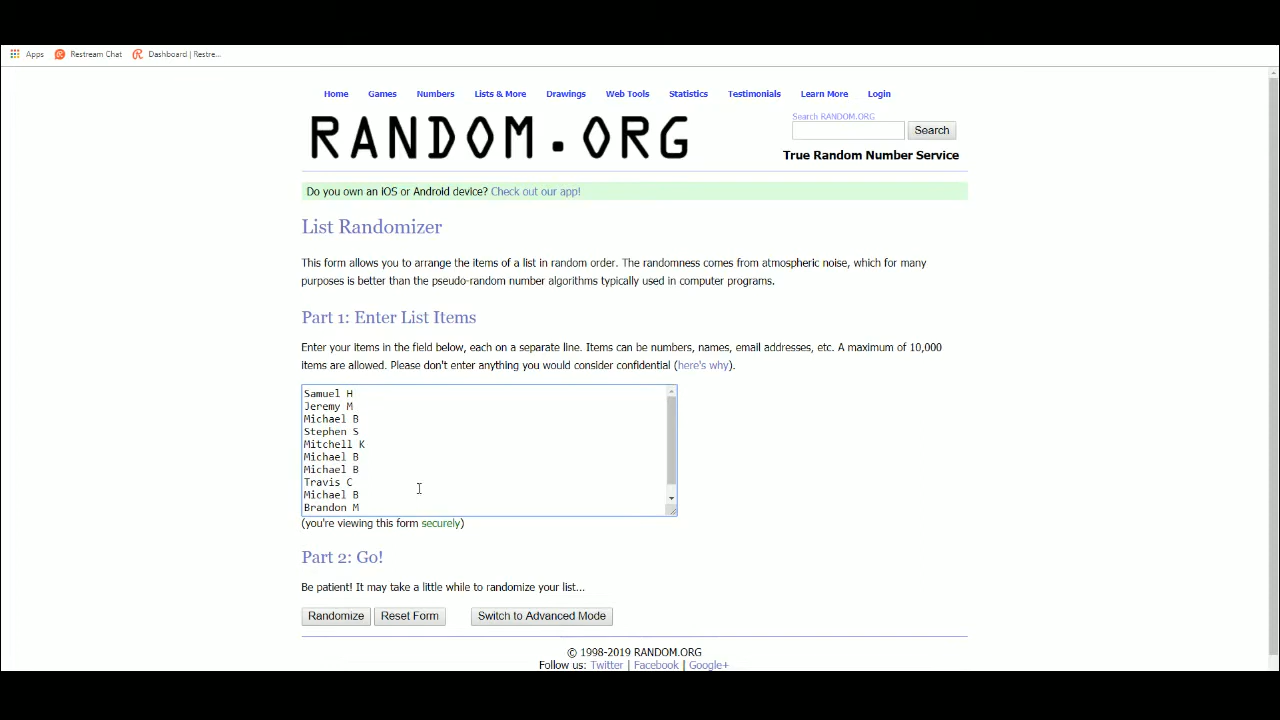 Apps Restream Chat Dashboard | Restre...
Home Games Numbers Lists & More Drawings Web Tools Statistics Testimonials Learn More Login
RANDOM.ORG
Search RANDOM.ORG
Search
True Random Number Service
Do you own an iOS or Android device? Check out our app!
List Randomizer
This form allows you to arrange the items of a list in random order. The randomness comes from atmospheric noise, which for many
purposes is better than the pseudo-random number algorithms typically used in computer programs.
Part 1: Enter List Items
Enter your items in the field below, each on a separate line. Items can be numbers, names, email addresses, etc. A maximum of 10,000
items are allowed. Please don't enter anything you would consider confidential (here's why).
Samuel H
Jeremy M
Michael B
Stephen S
Mitchell K
Michael B
Michael B
Travis C
Michael B
Brandon M
(you're viewing this form securely)
Part 2: Go!
Be patient! It may take a little while to randomize your list...
Randomize Reset Form Switch to Advanced Mode
© 1998-2019 RANDOM.ORG
Follow us: Twitter | Facebook | Google+